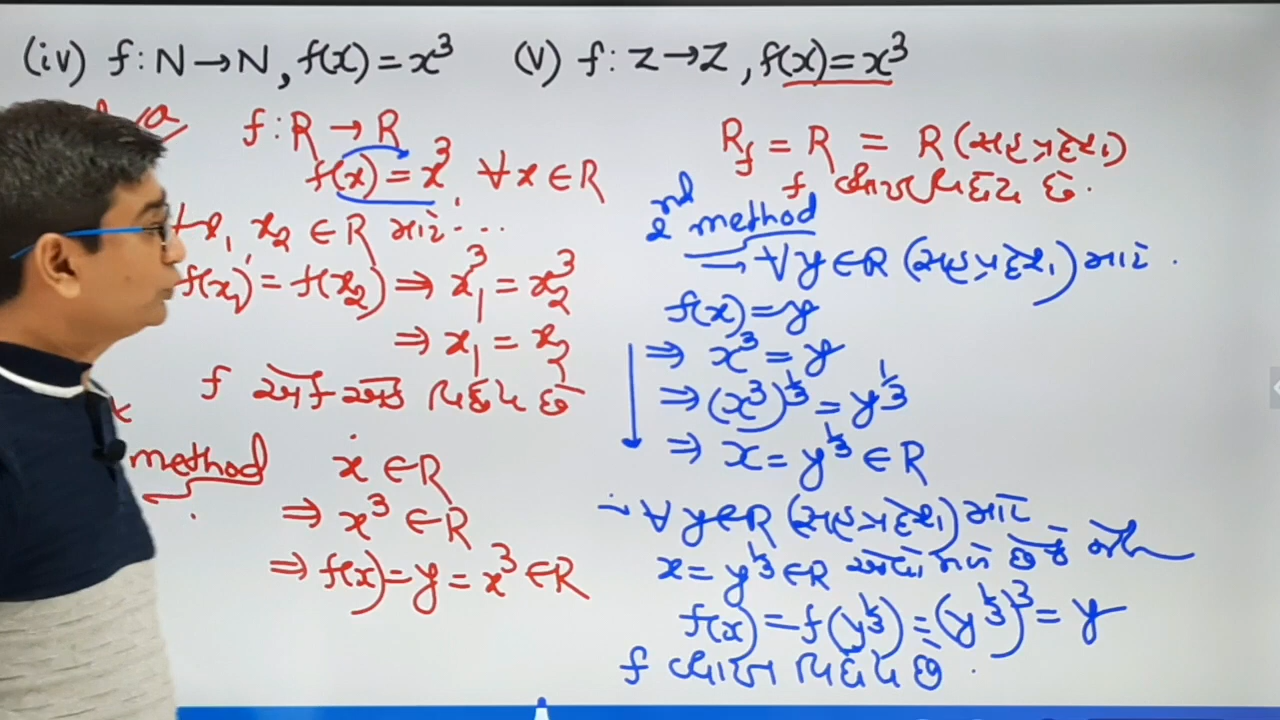 (iv) f : N → N, f(x) = x³
(v) f : Z → Z, f(x) = x³
f : R → R
f(x) = x³, ∀ x ∈ R
x₁, x₂ ∈ R માટે...
f(x₁) = f(x₂) ⇒ x₁³ = x₂³
⇒ x₁ = x₂
f એક-એક વિધેય છે
method
x ∈ R
⇒ x³ ∈ R
⇒ f(x) = y = x³ ∈ R
R_f = R = R (સહપ્રદેશ)
f વ્યાપ્ત વિધેય છે.
2nd method
→ ∀ y ∈ R (સહપ્રદેશ) માટે.
f(x) = y
⇒ x³ = y
⇒ (x³)^1/3 = y^1/3
⇒ x = y^1/3 ∈ R
∴ ∀ y ∈ R (સહપ્રદેશ) માટે
x = y^1/3 ∈ R એવો મળે છે કે જેથી
f(x) = f(y^1/3) = (y^1/3)³ = y
f વ્યાપ્ત વિધેય છે.